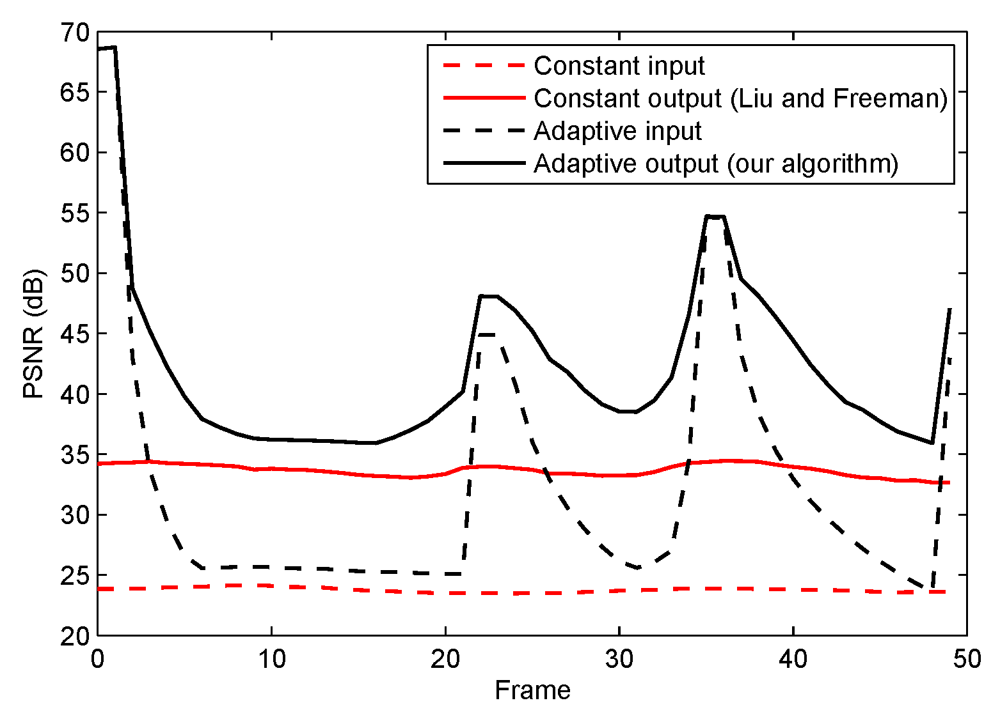 70
65
60
55
50
45
40
35
30
25
20
PSNR (dB)
Constant input
Constant output (Liu and Freeman)
Adaptive input
Adaptive output (our algorithm)
0 10 20 30 40 50
Frame